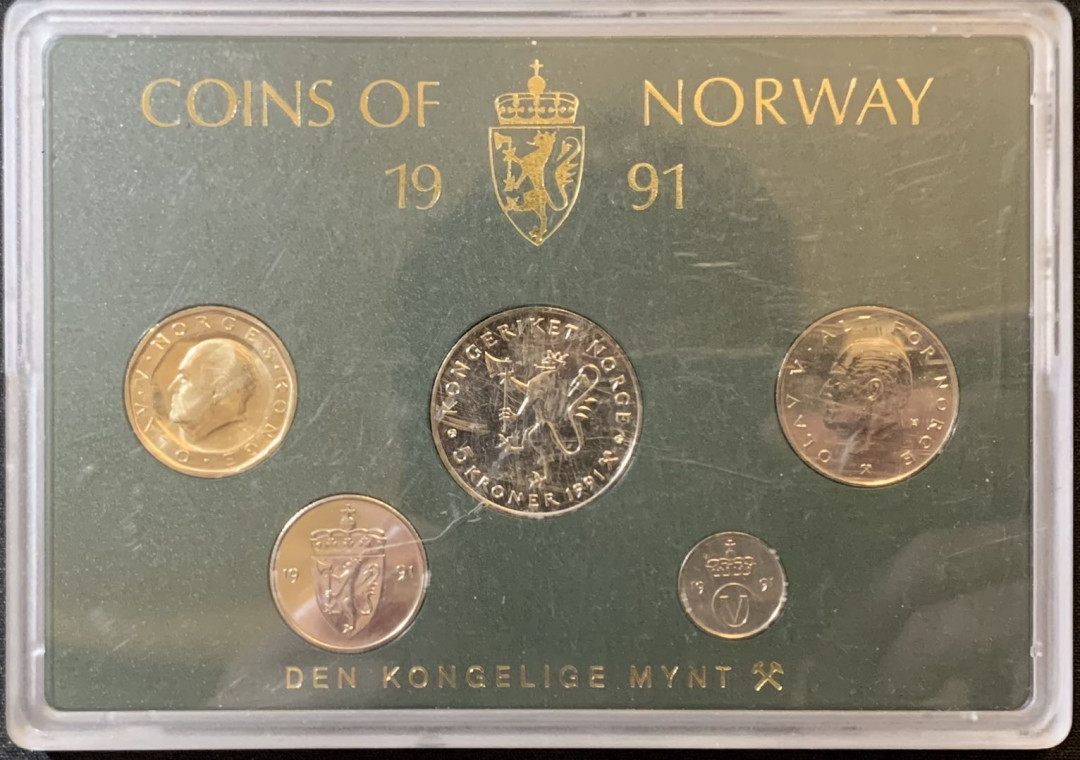 COINS OF NORWAY
19 91
OLAV·V·NORGES·KONGE·
KONGERIKET NORGE
5 KRONER 1991
OLAV V · ALT FOR NORGE
19 91
19 91
V
DEN KONGELIGE MYNT